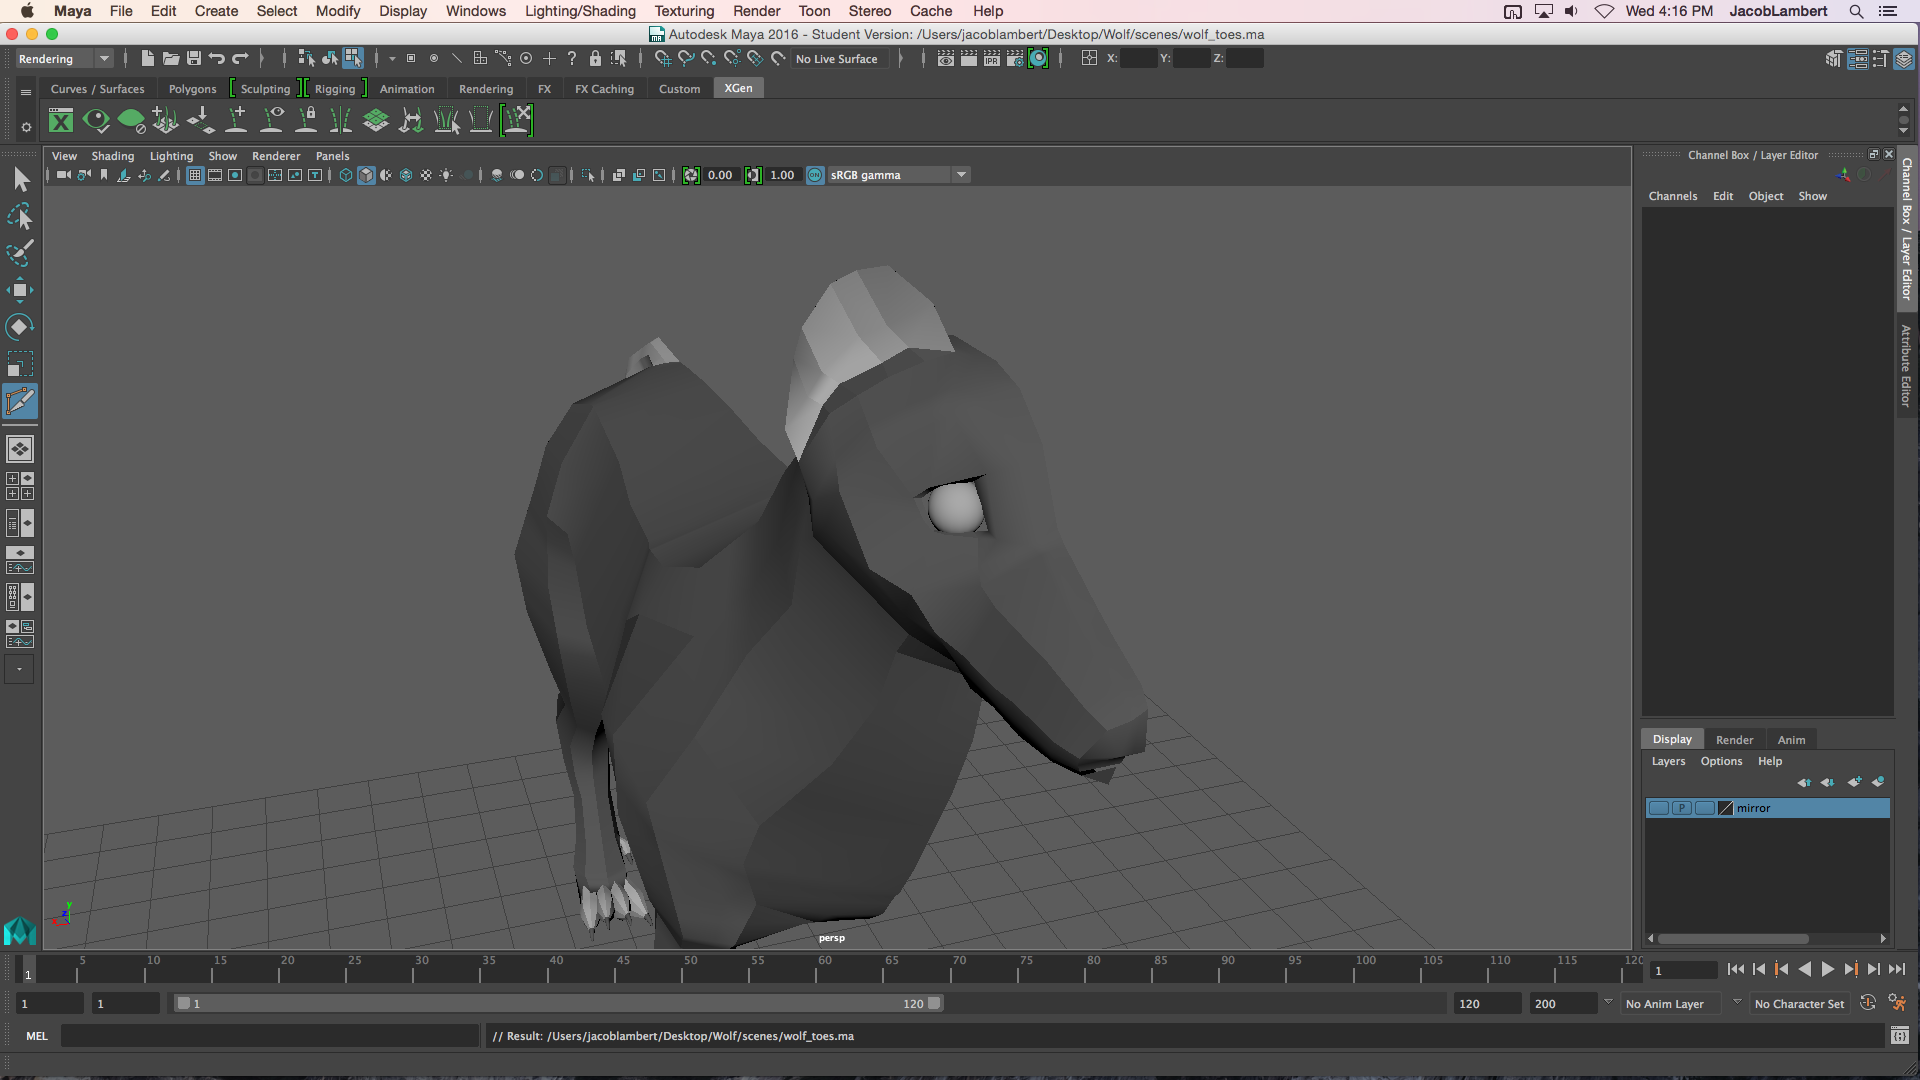 Maya File Edit Create Select Modify Display Windows Lighting/Shading Texturing Render Toon Stereo Cache Help Wed 4:16 PM JacobLambert
Autodesk Maya 2016 - Student Version: /Users/jacoblambert/Desktop/Wolf/scenes/wolf_toes.ma
Rendering No Live Surface IPR X: Y: Z:
Curves / Surfaces Polygons Sculpting Rigging Animation Rendering FX FX Caching Custom XGen
View Shading Lighting Show Renderer Panels
0.00 1.00 ON sRGB gamma
Channel Box / Layer Editor
Channels Edit Object Show
Channel Box / Layer Editor
Attribute Editor
Display Render Anim
Layers Options Help
P mirror
y
z
x
persp
5 10 15 20 25 30 35 40 45 50 55 60 65 70 75 80 85 90 95 100 105 110 115 120
1 1
1 1 1 120 120 200 No Anim Layer No Character Set
MEL // Result: /Users/jacoblambert/Desktop/Wolf/scenes/wolf_toes.ma